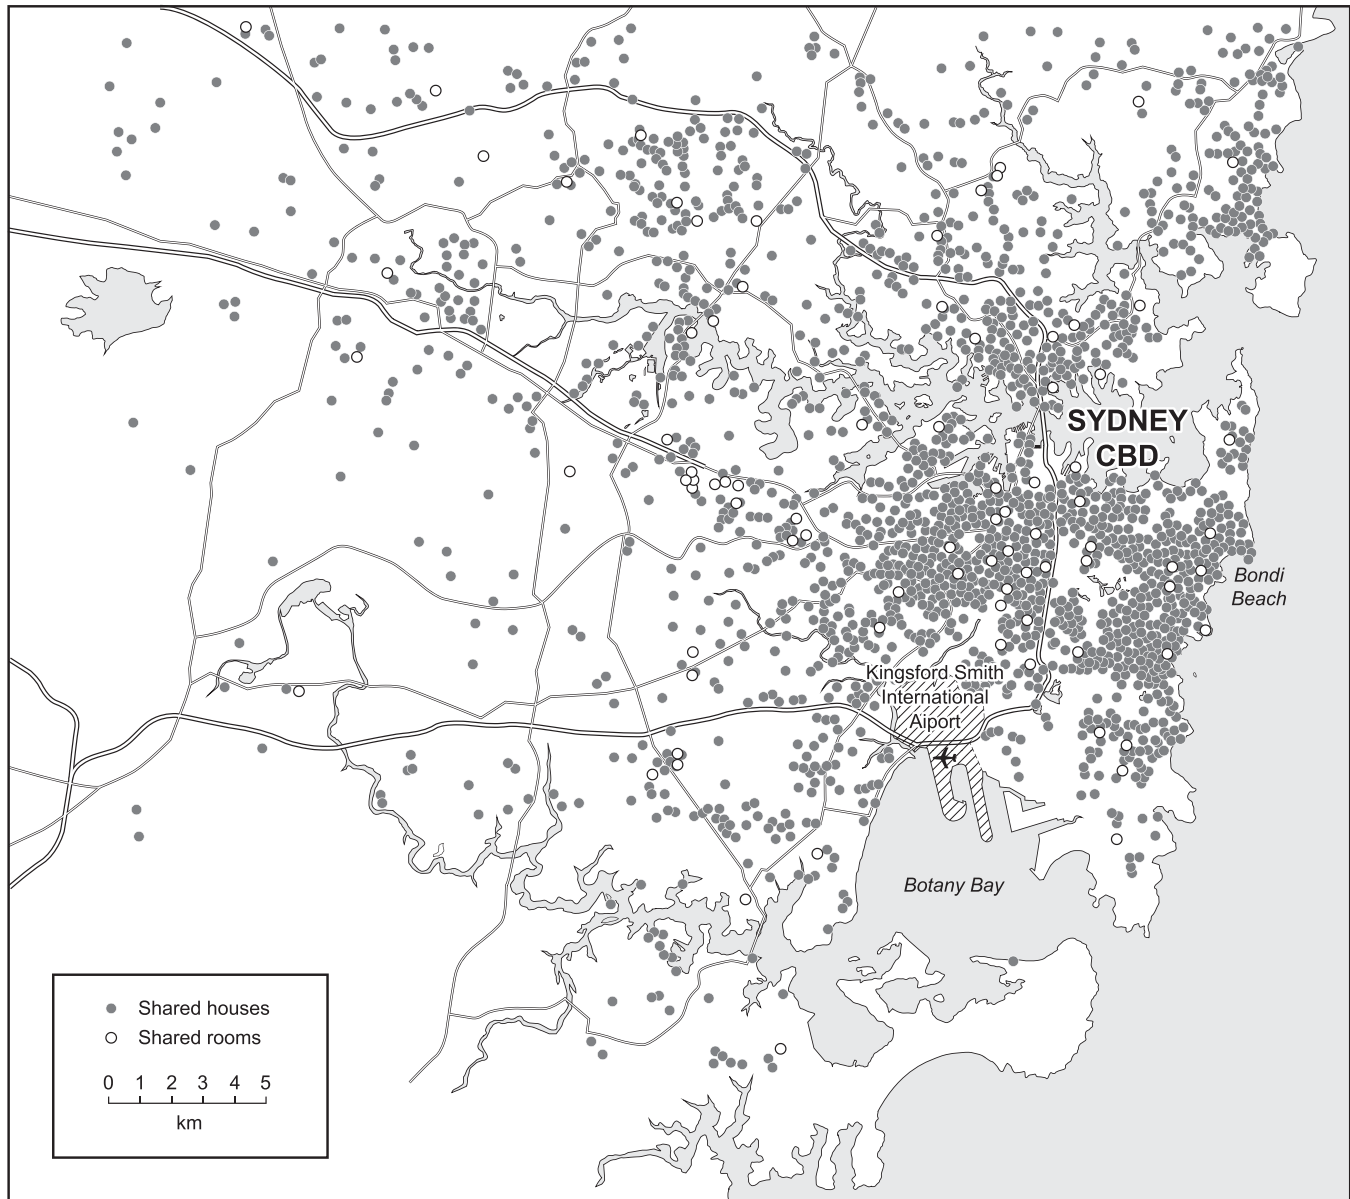 SYDNEY
CBD
Bondi
Beach
Kingsford Smith
International
Aiport
Botany Bay
Shared houses
Shared rooms
0 1 2 3 4 5
km